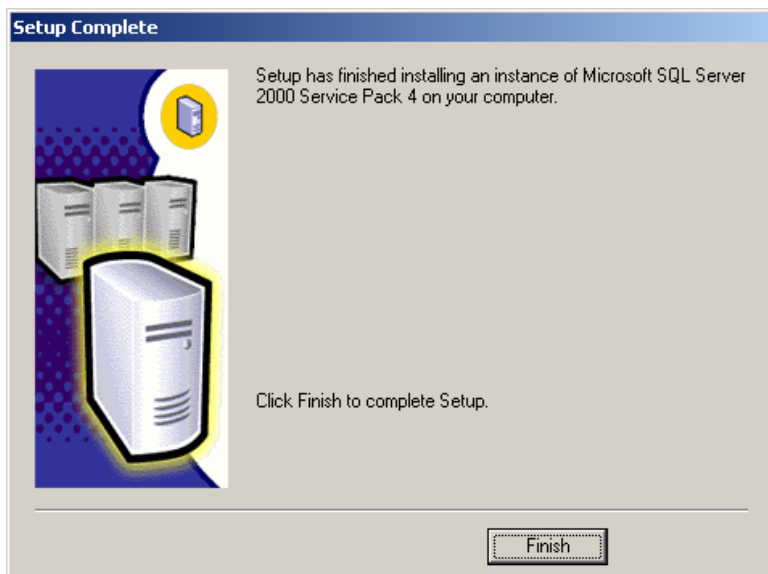 Setup Complete
Setup has finished installing an instance of Microsoft SQL Server
2000 Service Pack 4 on your computer.
Click Finish to complete Setup.
Finish